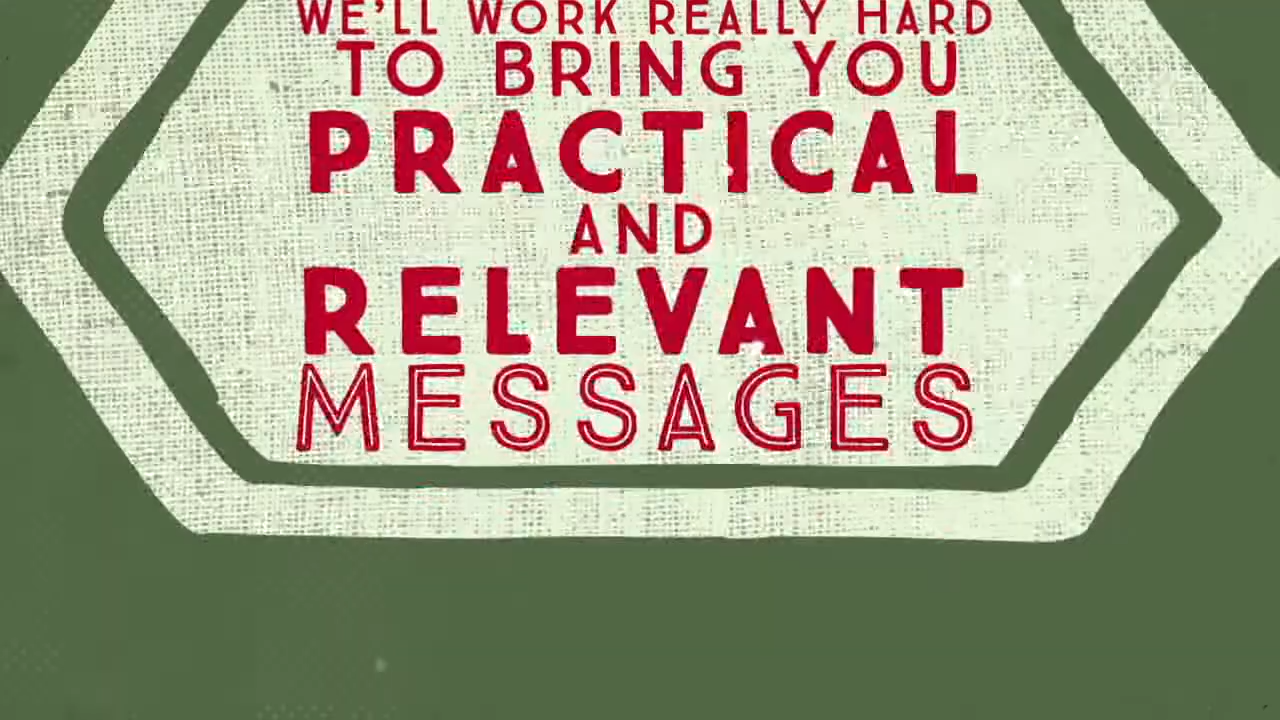 WE'LL WORK REALLY HARD
TO BRING YOU
PRACTICAL
AND
RELEVANT
MESSAGES